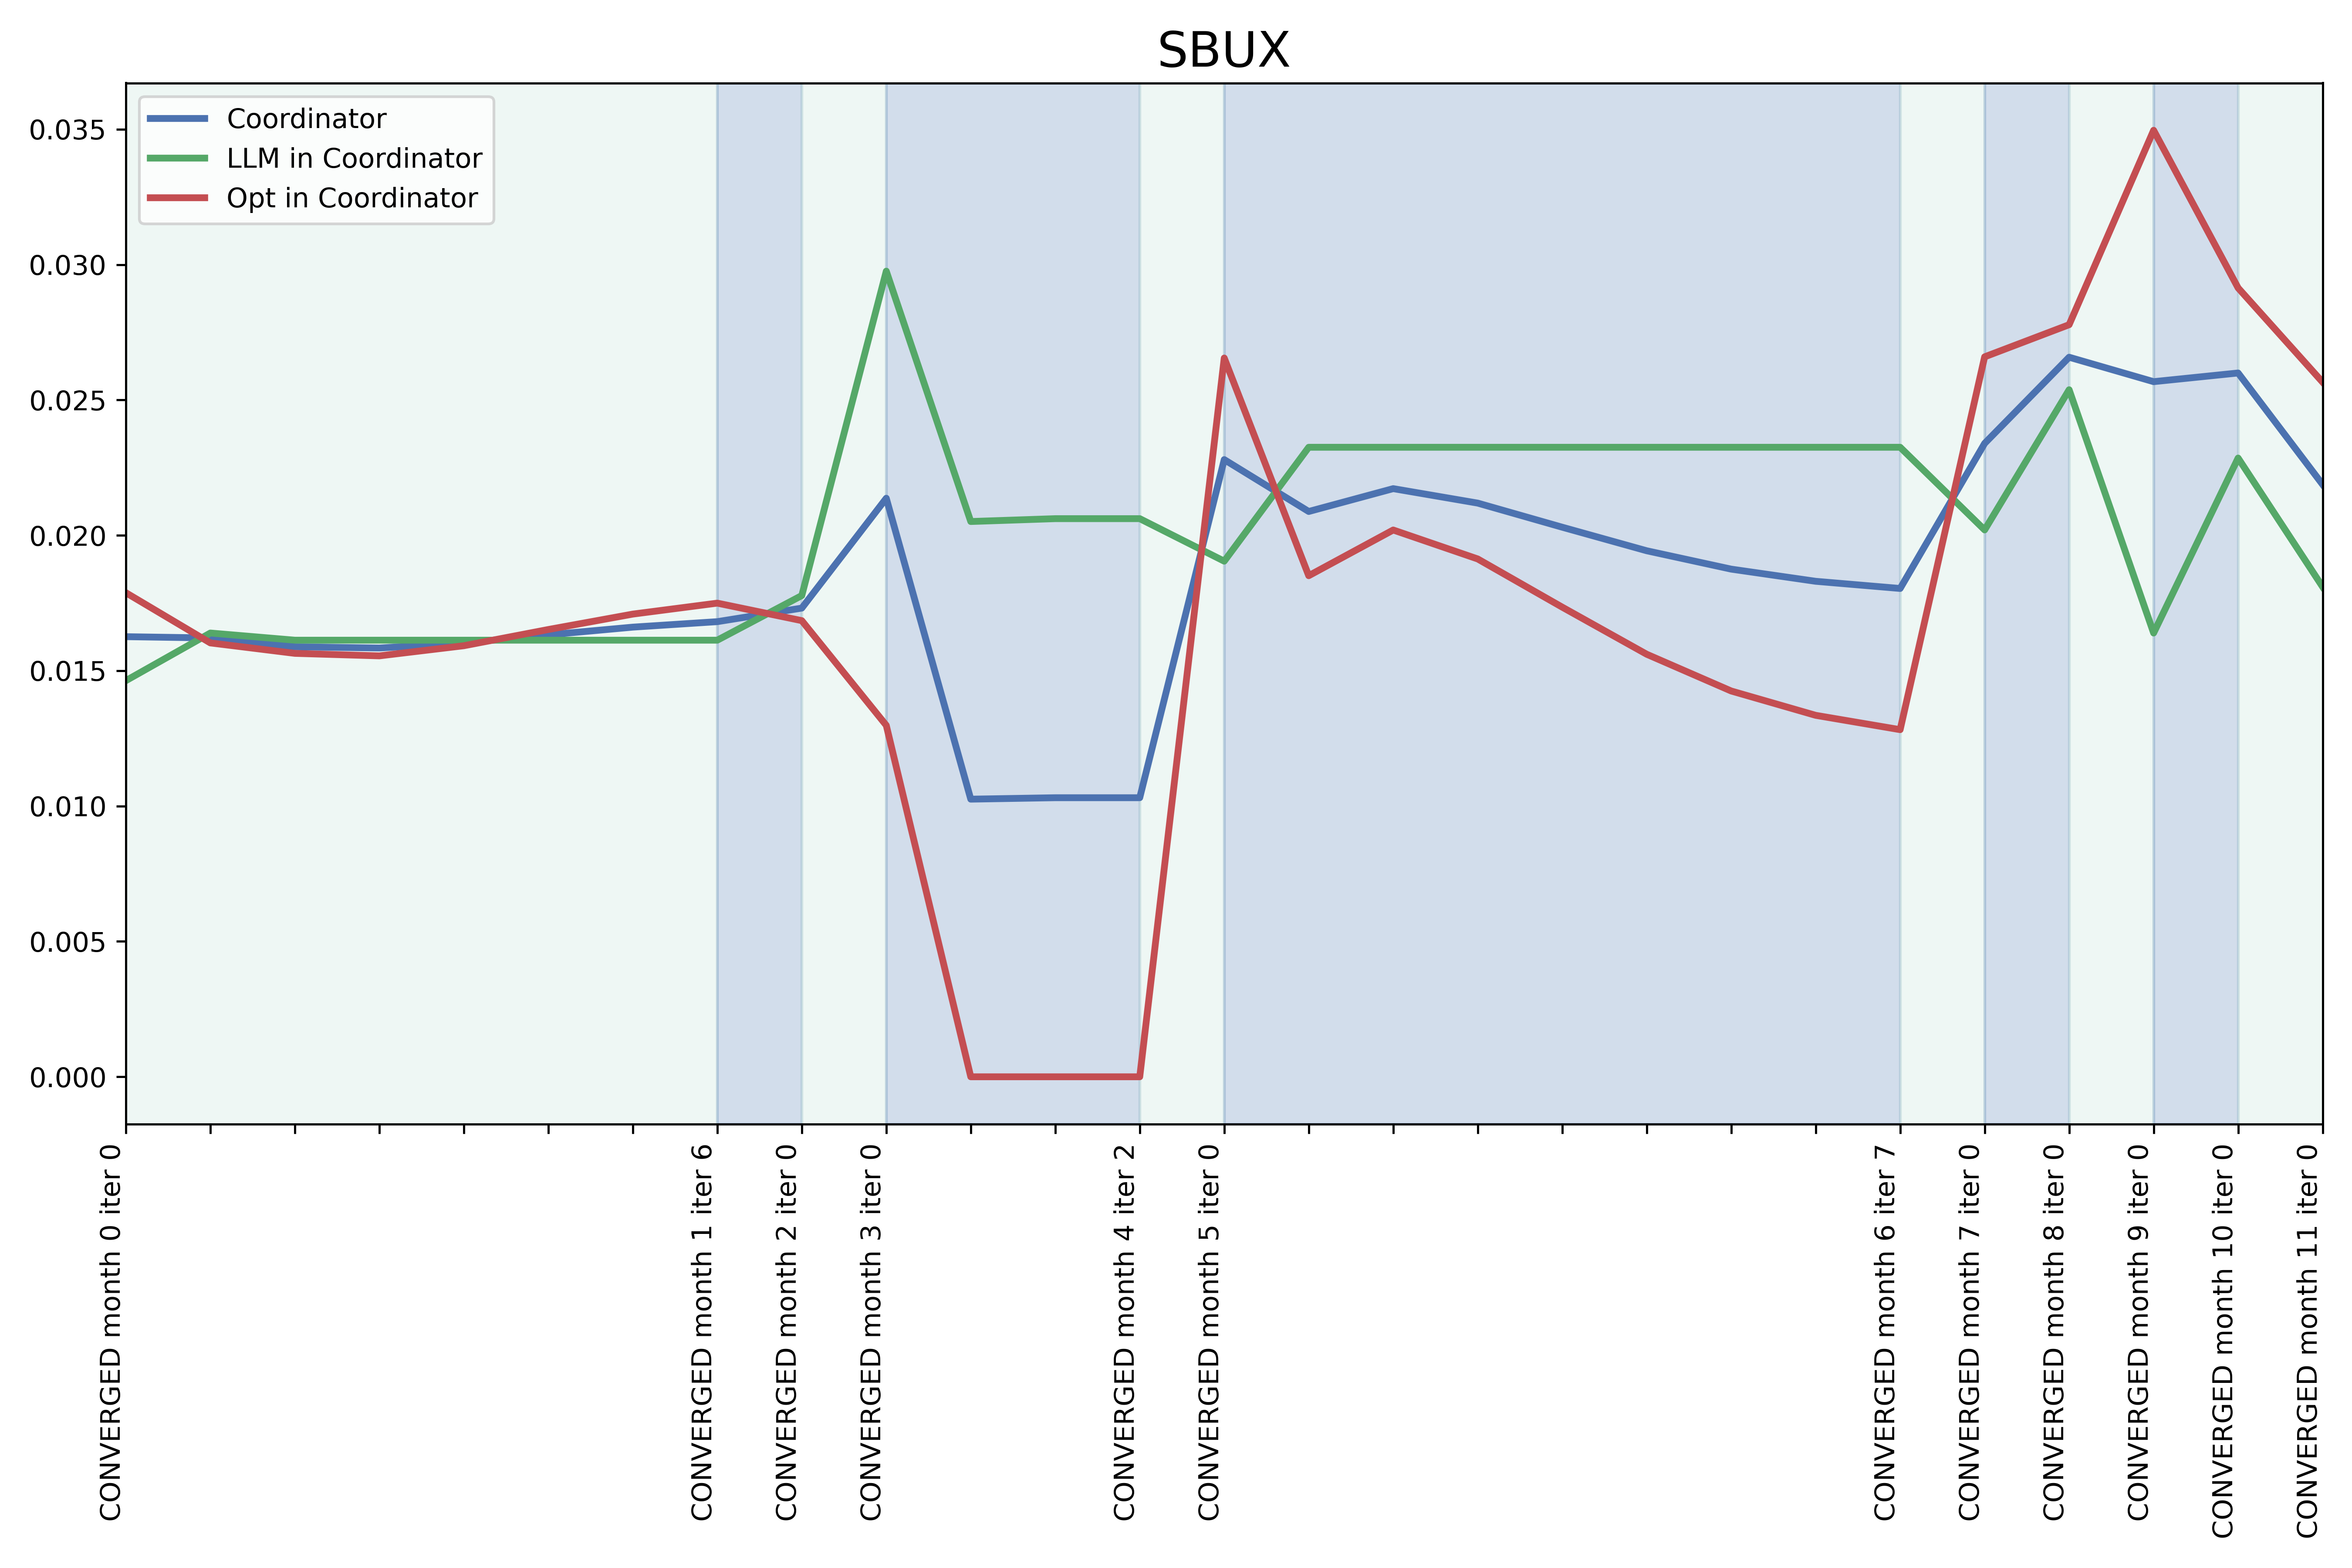 SBUX
Coordinator
LLM in Coordinator
Opt in Coordinator
0.035
0.030
0.025
0.020
0.015
0.010
0.005
0.000
CONVERGED month 0 iter 0
CONVERGED month 1 iter 6
CONVERGED month 2 iter 0
CONVERGED month 3 iter 0
CONVERGED month 4 iter 2
CONVERGED month 5 iter 0
CONVERGED month 6 iter 7
CONVERGED month 7 iter 0
CONVERGED month 8 iter 0
CONVERGED month 9 iter 0
CONVERGED month 10 iter 0
CONVERGED month 11 iter 0